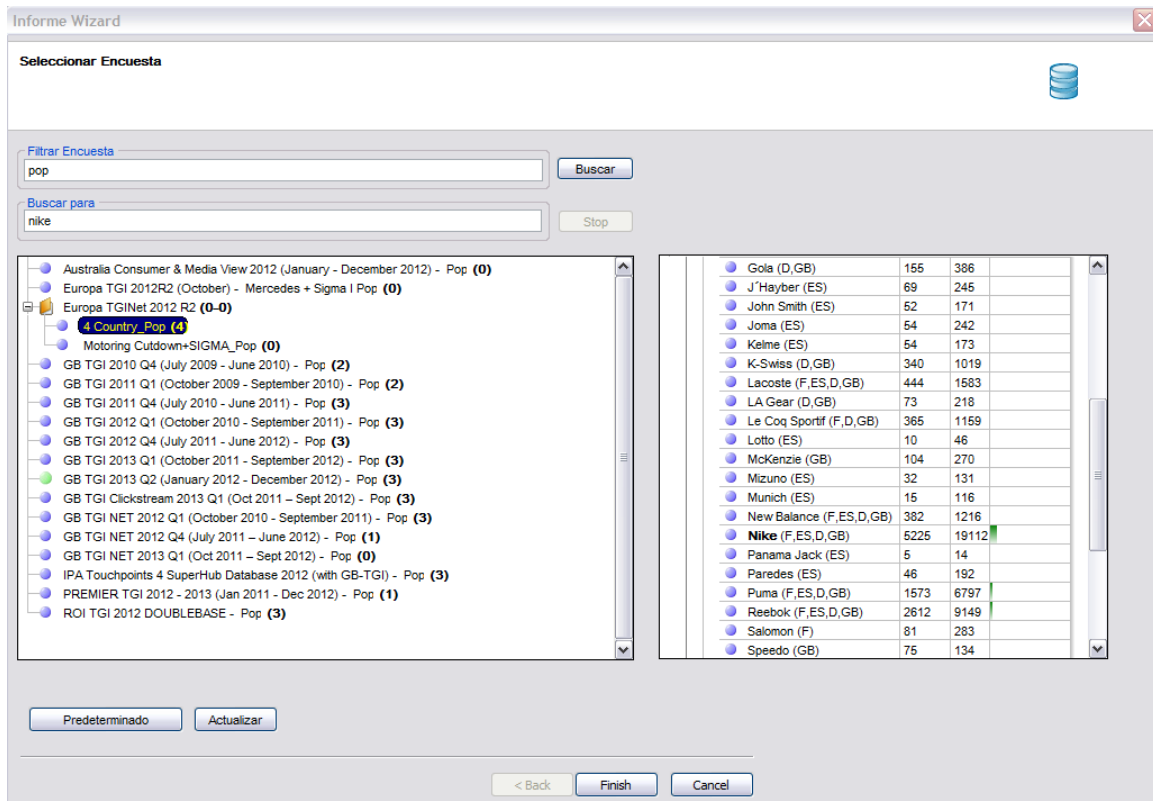 Informe Wizard
Seleccionar Encuesta
Filtrar Encuesta
pop
Buscar
Buscar para
nike
Stop
Australia Consumer & Media View 2012 (January - December 2012) - Pop (0)
Europa TGI 2012R2 (October) - Mercedes + Sigma I Pop (0)
Europa TGINet 2012 R2 (0-0)
4 Country_Pop (4)
Motoring Cutdown+SIGMA_Pop (0)
GB TGI 2010 Q4 (July 2009 - June 2010) - Pop (2)
GB TGI 2011 Q1 (October 2009 - September 2010) - Pop (2)
GB TGI 2011 Q4 (July 2010 - June 2011) - Pop (3)
GB TGI 2012 Q1 (October 2010 - September 2011) - Pop (3)
GB TGI 2012 Q4 (July 2011 - June 2012) - Pop (3)
GB TGI 2013 Q1 (October 2011 - September 2012) - Pop (3)
GB TGI 2013 Q2 (January 2012 - December 2012) - Pop (3)
GB TGI Clickstream 2013 Q1 (Oct 2011 – Sept 2012) - Pop (3)
GB TGI NET 2012 Q1 (October 2010 - September 2011) - Pop (3)
GB TGI NET 2012 Q4 (July 2011 – June 2012) - Pop (1)
GB TGI NET 2013 Q1 (Oct 2011 – Sept 2012) - Pop (0)
IPA Touchpoints 4 SuperHub Database 2012 (with GB-TGI) - Pop (3)
PREMIER TGI 2012 - 2013 (Jan 2011 - Dec 2012) - Pop (1)
ROI TGI 2012 DOUBLEBASE - Pop (3)
Gola (D,GB) 155 386
J´Hayber (ES) 69 245
John Smith (ES) 52 171
Joma (ES) 54 242
Kelme (ES) 54 173
K-Swiss (D,GB) 340 1019
Lacoste (F,ES,D,GB) 444 1583
LA Gear (D,GB) 73 218
Le Coq Sportif (F,D,GB) 365 1159
Lotto (ES) 10 46
McKenzie (GB) 104 270
Mizuno (ES) 32 131
Munich (ES) 15 116
New Balance (F,ES,D,GB) 382 1216
Nike (F,ES,D,GB) 5225 19112
Panama Jack (ES) 5 14
Paredes (ES) 46 192
Puma (F,ES,D,GB) 1573 6797
Reebok (F,ES,D,GB) 2612 9149
Salomon (F) 81 283
Speedo (GB) 75 134
Predeterminado
Actualizar
< Back
Finish
Cancel